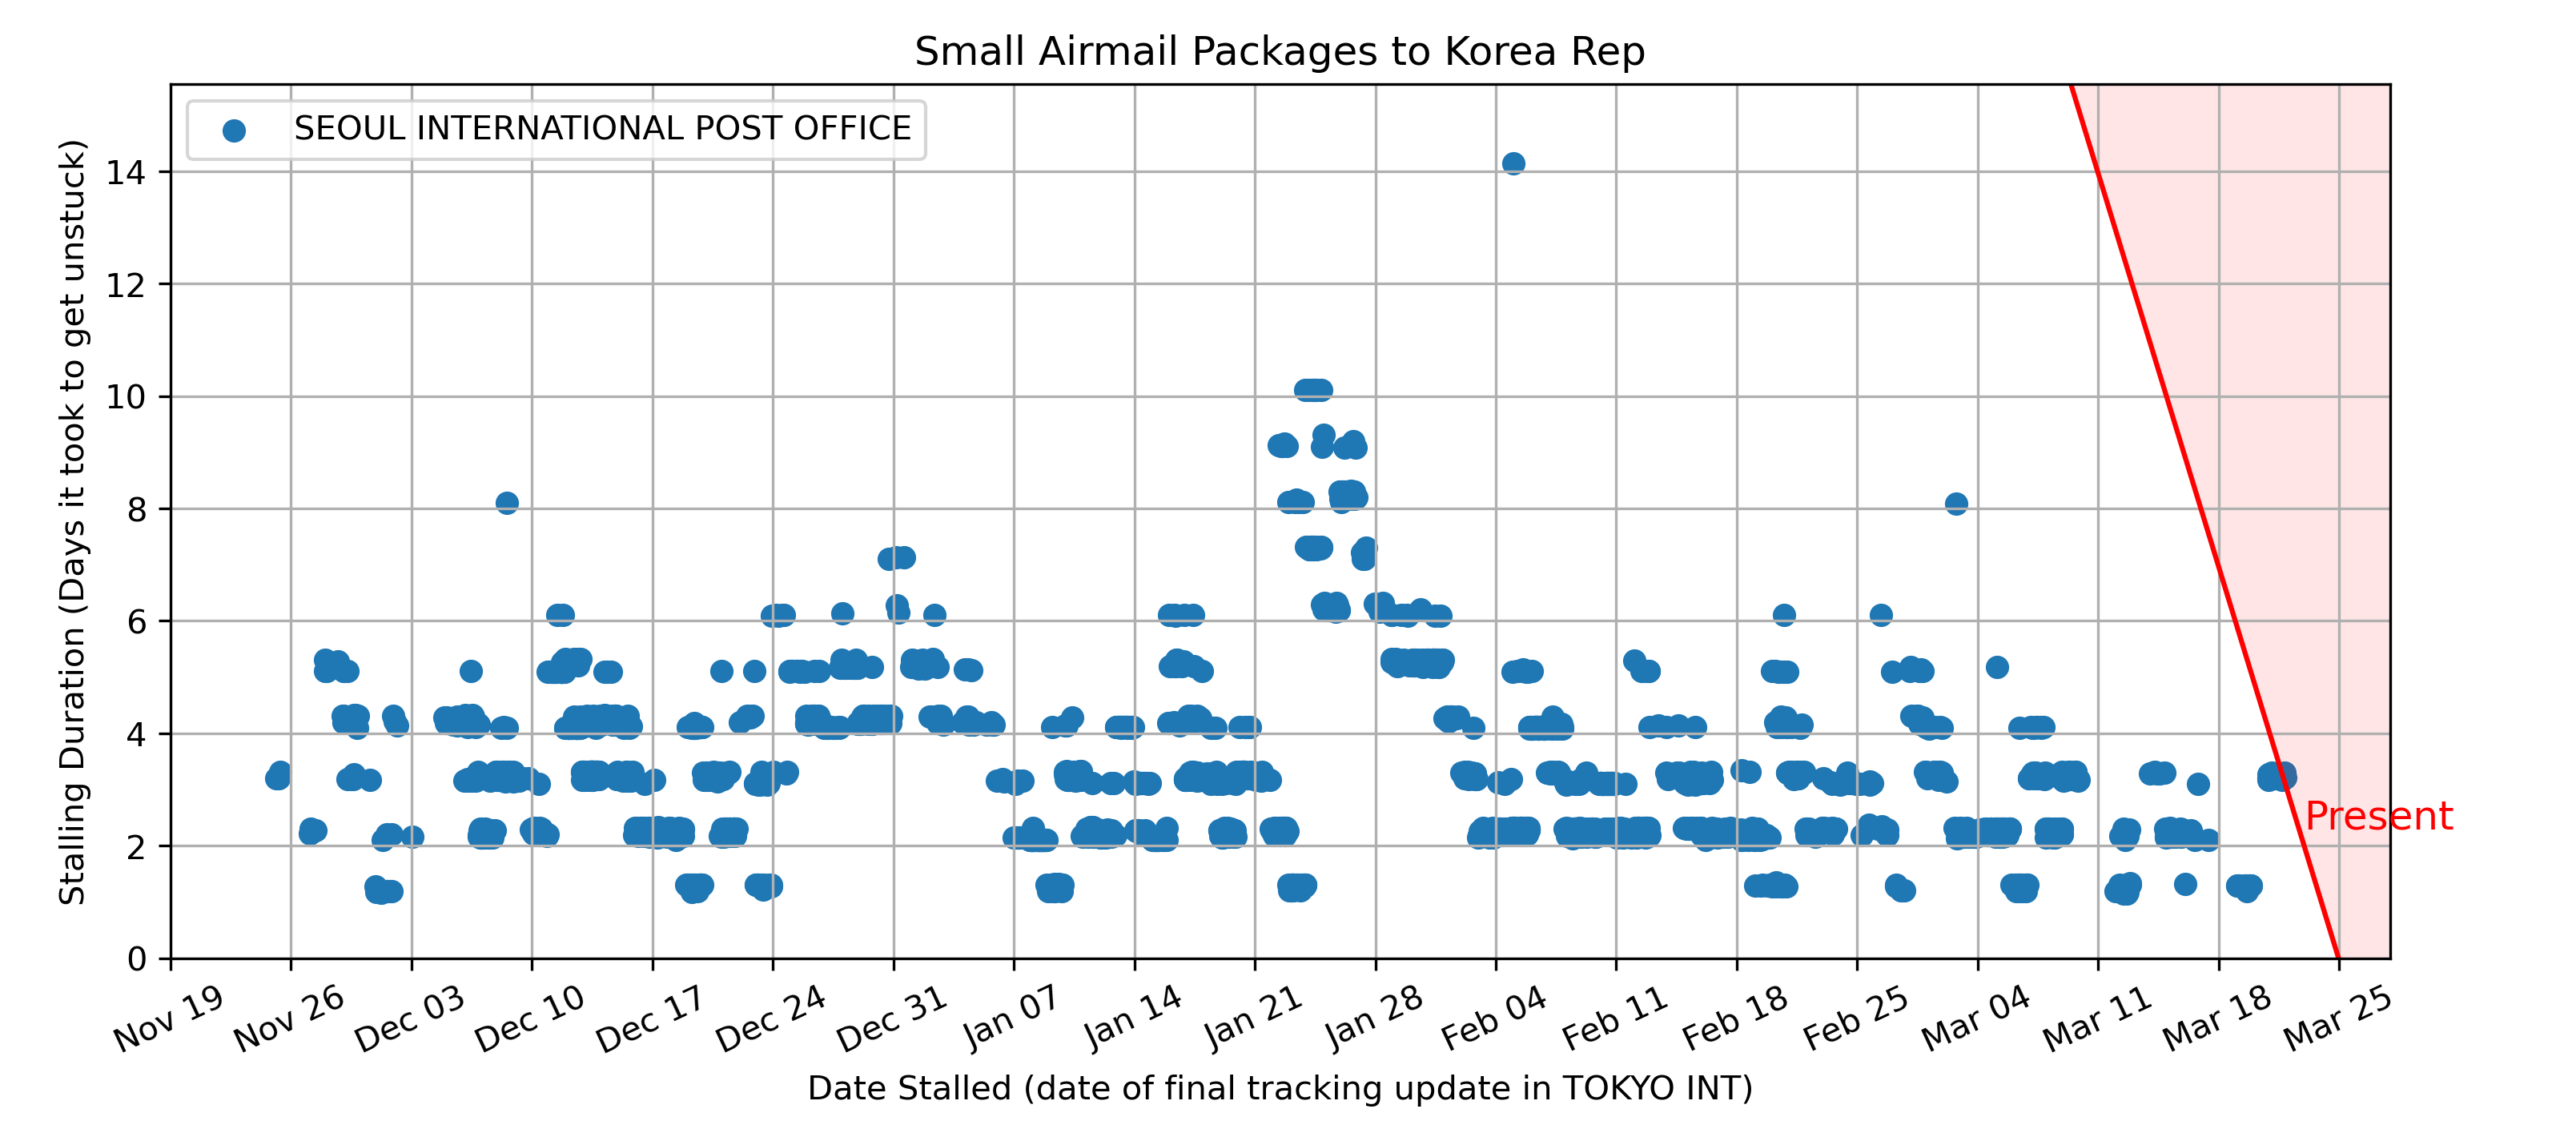 Small Airmail Packages to Korea Rep
SEOUL INTERNATIONAL POST OFFICE
Stalling Duration (Days it took to get unstuck)
14
12
10
8
6
4
2
0
Present
Nov 19 Nov 26 Dec 03 Dec 10 Dec 17 Dec 24 Dec 31 Jan 07 Jan 14 Jan 21 Jan 28 Feb 04 Feb 11 Feb 18 Feb 25 Mar 04 Mar 11 Mar 18 Mar 25
Date Stalled (date of final tracking update in TOKYO INT)